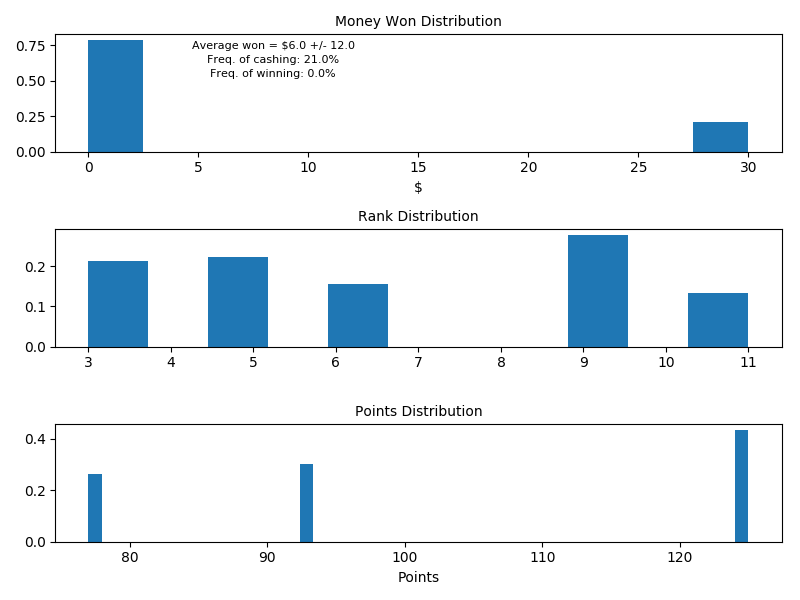 Money Won Distribution
Average won = $6.0 +/- 12.0
Freq. of cashing: 21.0%
Freq. of winning: 0.0%
0.75
0.50
0.25
0.00
0 5 10 15 20 25 30
$
Rank Distribution
0.2
0.1
0.0
3 4 5 6 7 8 9 10 11
Points Distribution
0.4
0.2
0.0
80 90 100 110 120
Points